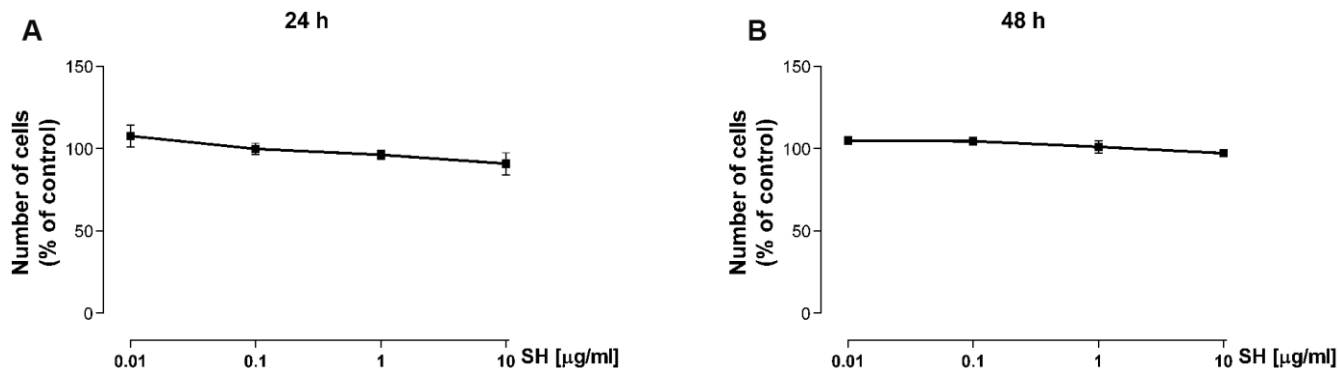 A
24 h
Number of cells
(% of control)
150
100
50
0
0.01
0.1
1
10
SH [μg/ml]
B
48 h
Number of cells
(% of control)
150
100
50
0
0.01
0.1
1
10
SH [μg/ml]